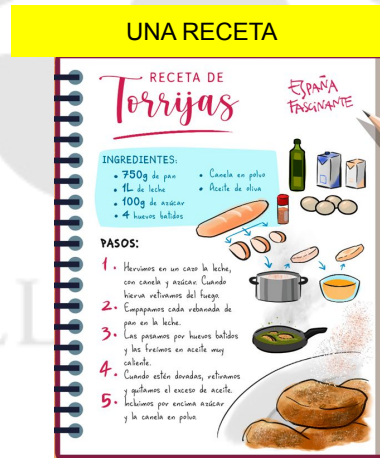 UNA RECETA
RECETA DE
Torrijas
ESPAÑA
FASCINANTE
INGREDIENTES:
• 750g de pan
• 1L de leche
• 100g de azúcar
• 4 huevos batidos
• Canela en polvo
• Aceite de oliva
PASOS:
1. Hervimos en un cazo la leche,
con canela y azúcar. Cuando
hierva retiramos del fuego.
2. Empapamos cada rebanada de
pan en la leche.
3. Las pasamos por huevos batidos
y las freímos en aceite muy
caliente.
4. Cuando estén doradas, retiramos
y quitamos el exceso de aceite.
5. Incluimos por encima azúcar
y la canela en polvo.